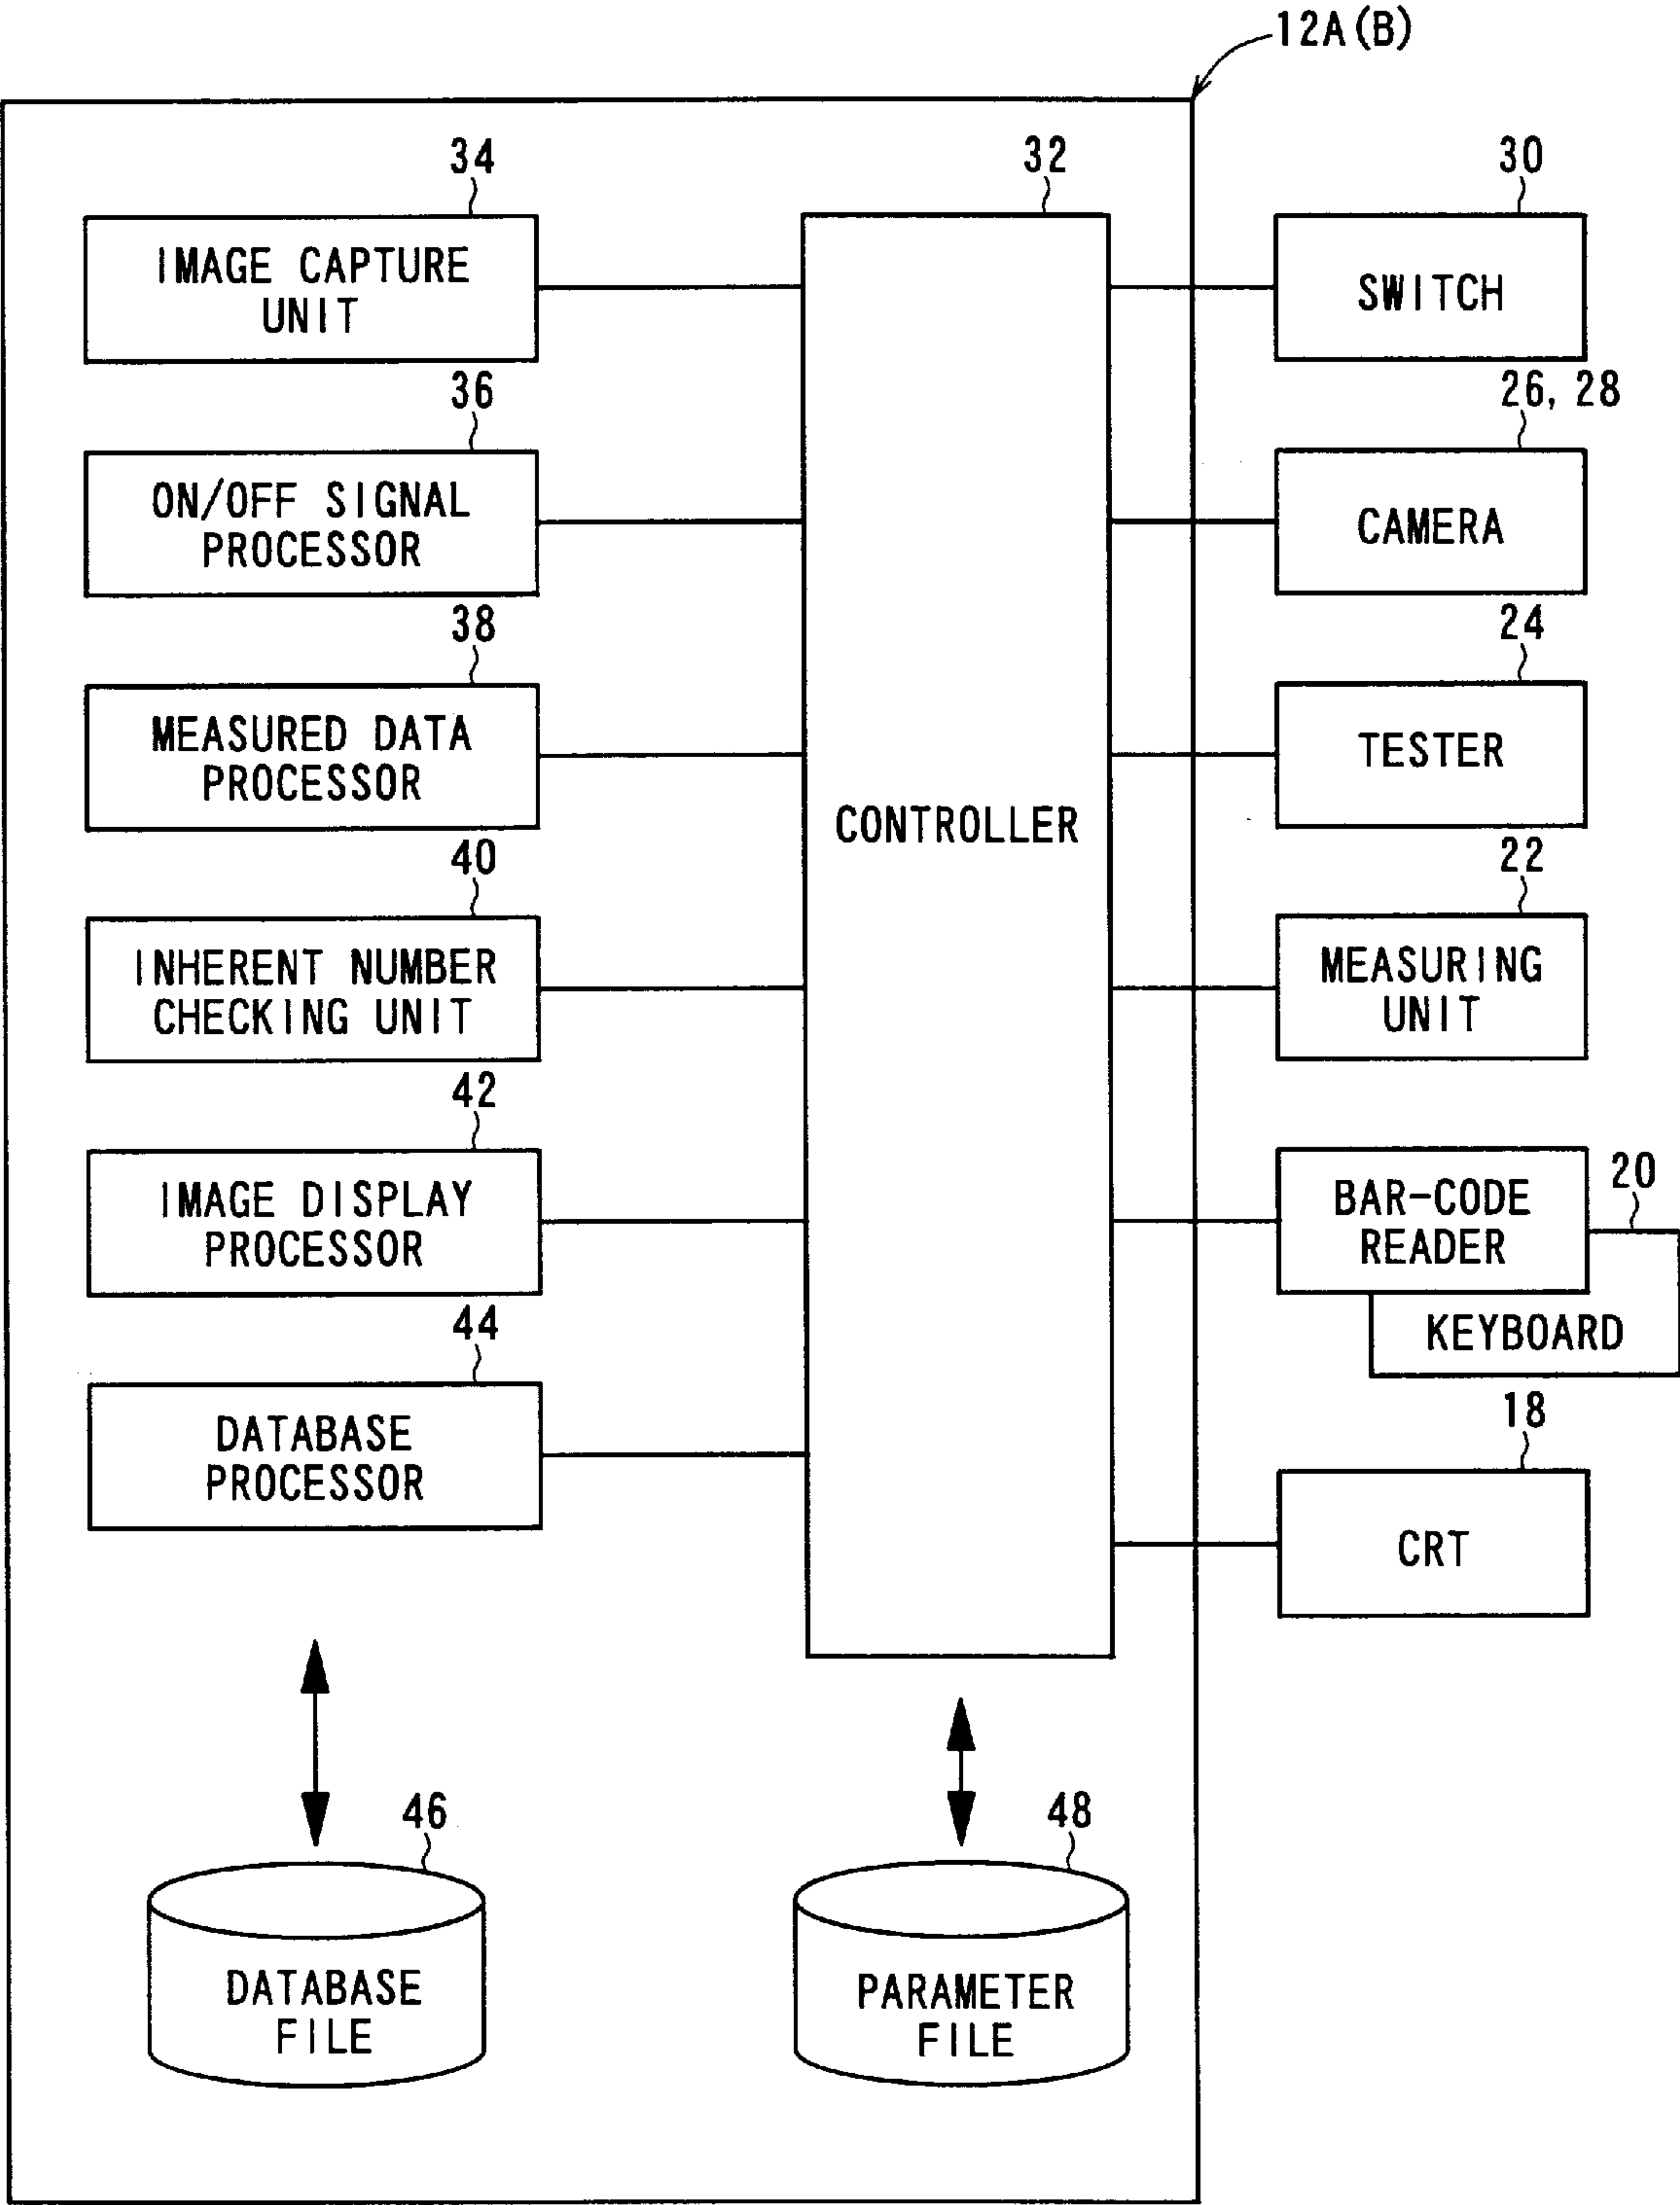 12A(B)
34
32
30
IMAGE CAPTURE
UNIT
SWITCH
36
26, 28
ON/OFF SIGNAL
PROCESSOR
CAMERA
38
24
MEASURED DATA
PROCESSOR
TESTER
CONTROLLER
40
22
INHERENT NUMBER
CHECKING UNIT
MEASURING
UNIT
42
20
IMAGE DISPLAY
PROCESSOR
BAR-CODE
READER
KEYBOARD
44
18
DATABASE
PROCESSOR
CRT
46
48
DATABASE
FILE
PARAMETER
FILE